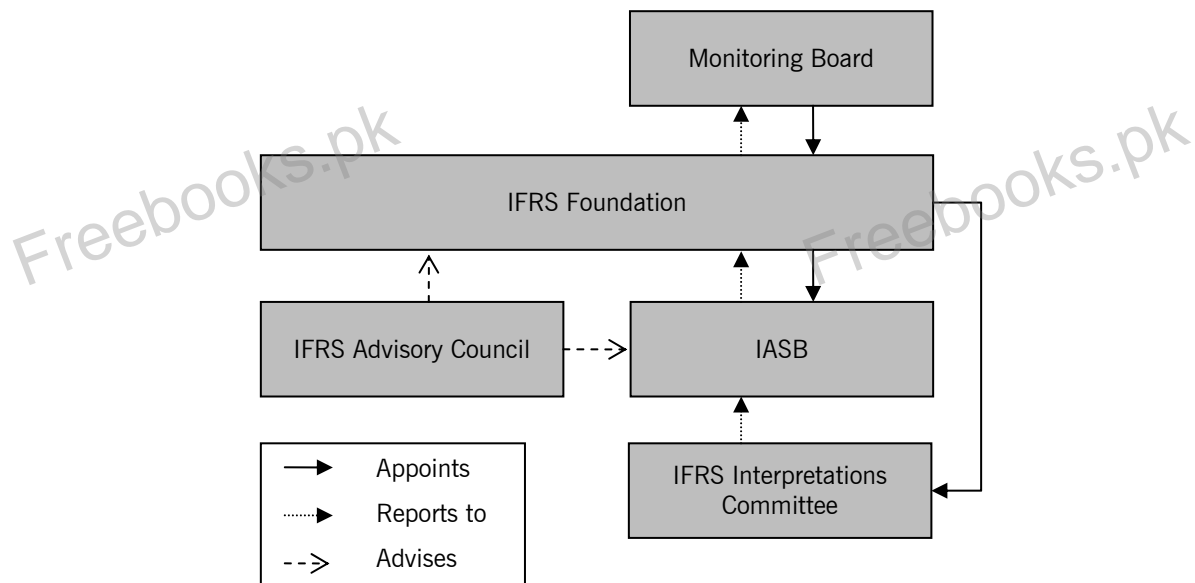 Monitoring Board
Freebooks.pk
Freebooks.pk
IFRS Foundation
IFRS Advisory Council
IASB
IFRS Interpretations
Committee
Appoints
Reports to
Advises